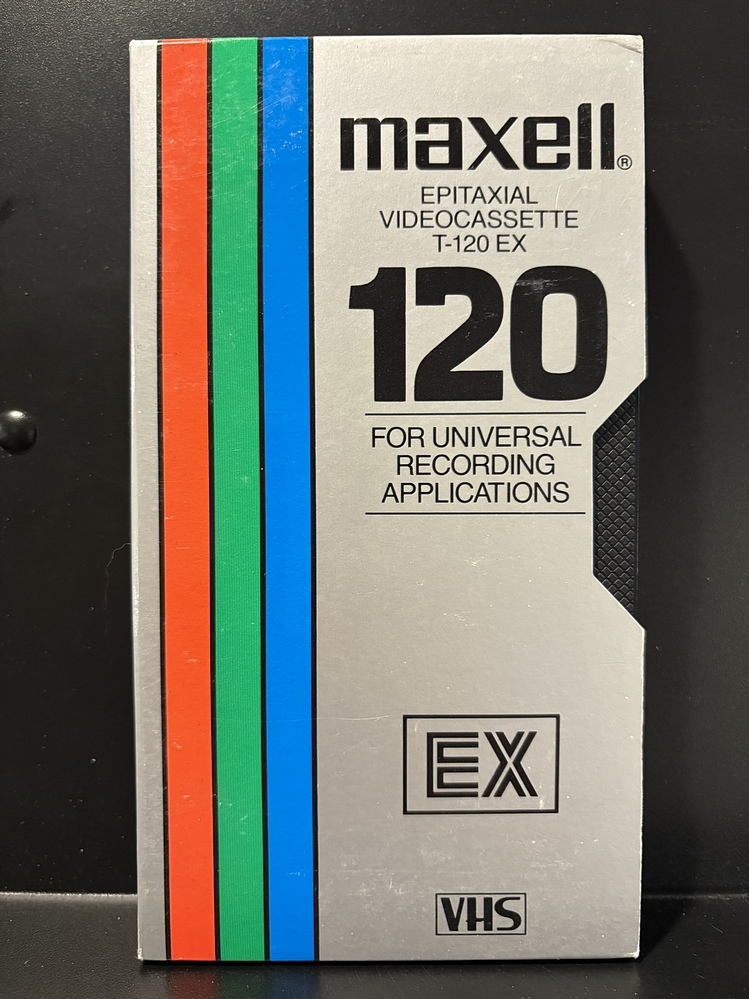 maxell®
EPITAXIAL
VIDEOCASSETTE
T-120 EX
120
FOR UNIVERSAL
RECORDING
APPLICATIONS
EX
VHS